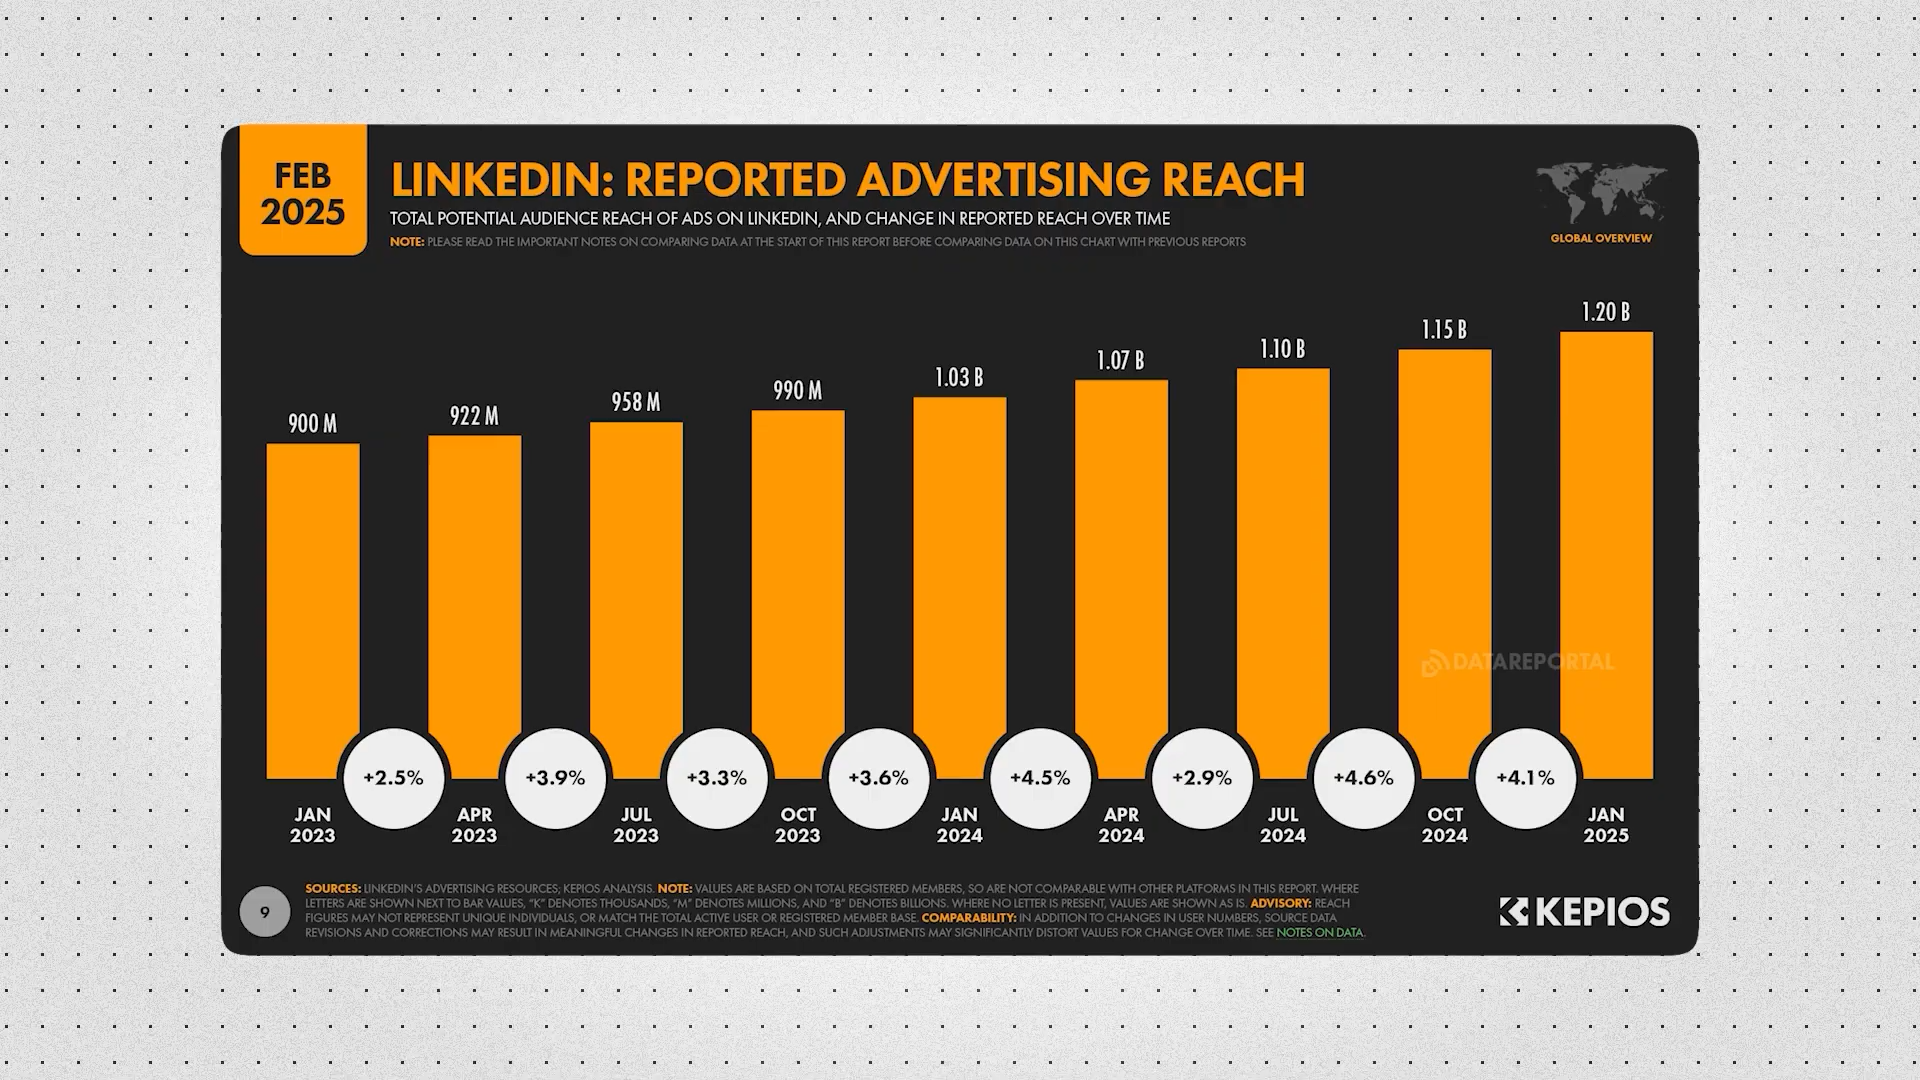 FEB
2025
LINKEDIN: REPORTED ADVERTISING REACH
TOTAL POTENTIAL AUDIENCE REACH OF ADS ON LINKEDIN, AND CHANGE IN REPORTED REACH OVER TIME
NOTE: PLEASE READ THE IMPORTANT NOTES ON COMPARING DATA AT THE START OF THIS REPORT BEFORE COMPARING DATA ON THIS CHART WITH PREVIOUS REPORTS
GLOBAL OVERVIEW
900 M
922 M
958 M
990 M
1.03 B
1.07 B
1.10 B
1.15 B
1.20 B
DATAREPORTAL
+2.5%
+3.9%
+3.3%
+3.6%
+4.5%
+2.9%
+4.6%
+4.1%
JAN
2023
APR
2023
JUL
2023
OCT
2023
JAN
2024
APR
2024
JUL
2024
OCT
2024
JAN
2025
9
SOURCES: LINKEDIN'S ADVERTISING RESOURCES; KEPIOS ANALYSIS. NOTE: VALUES ARE BASED ON TOTAL REGISTERED MEMBERS, SO ARE NOT COMPARABLE WITH OTHER PLATFORMS IN THIS REPORT. WHERE
LETTERS ARE SHOWN NEXT TO BAR VALUES, "K" DENOTES THOUSANDS, "M" DENOTES MILLIONS, AND "B" DENOTES BILLIONS. WHERE NO LETTER IS PRESENT, VALUES ARE SHOWN AS IS. ADVISORY: REACH
FIGURES MAY NOT REPRESENT UNIQUE INDIVIDUALS, OR MATCH THE TOTAL ACTIVE USER OR REGISTERED MEMBER BASE. COMPARABILITY: IN ADDITION TO CHANGES IN USER NUMBERS, SOURCE DATA
REVISIONS AND CORRECTIONS MAY RESULT IN MEANINGFUL CHANGES IN REPORTED REACH, AND SUCH ADJUSTMENTS MAY SIGNIFICANTLY DISTORT VALUES FOR CHANGE OVER TIME. SEE NOTES ON DATA.
KEPIOS